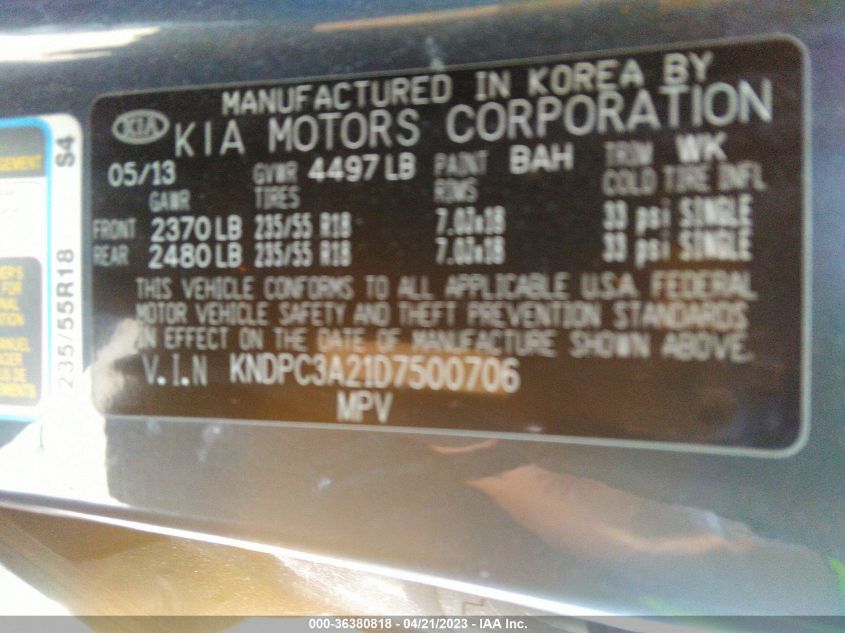 MANUFACTURED IN KOREA BY
KIA KIA MOTORS CORPORATION
05/13 GVWR 4497 LB PAINT BAH TRIM WK
GAWR TIRES RIMS COLD TIRE INFL
FRONT 2370 LB 235/55 R18 7.0Jx18 33 psi SINGLE
REAR 2480 LB 235/55 R18 7.0Jx18 33 psi SINGLE
THIS VEHICLE CONFORMS TO ALL APPLICABLE U.S.A. FEDERAL
MOTOR VEHICLE SAFETY AND THEFT PREVENTION STANDARDS
IN EFFECT ON THE DATE OF MANUFACTURE SHOWN ABOVE.
V.I.N KNDPC3A21D7500706
MPV
235/55R18 S4
000-36380818 - 04/21/2023 - IAA Inc.